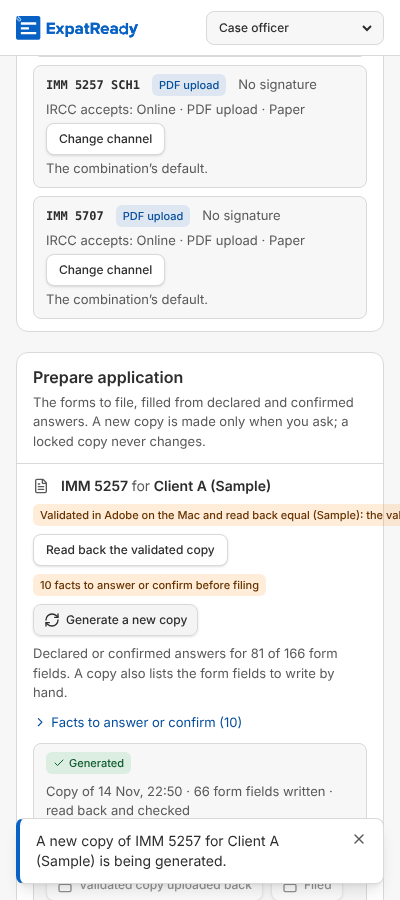 ExpatReady
Case officer
IMM 5257 SCH1 PDF upload No signature
IRCC accepts: Online · PDF upload · Paper
Change channel
The combination’s default.
IMM 5707 PDF upload No signature
IRCC accepts: Online · PDF upload · Paper
Change channel
The combination’s default.
Prepare application
The forms to file, filled from declared and confirmed
answers. A new copy is made only when you ask; a
locked copy never changes.
IMM 5257 for Client A (Sample)
Validated in Adobe on the Mac and read back equal (Sample): the
Read back the validated copy
10 facts to answer or confirm before filing
Generate a new copy
Declared or confirmed answers for 81 of 166 form
fields. A copy also lists the form fields to write by
hand.
Facts to answer or confirm (10)
Generated
Copy of 14 Nov, 22:50 · 66 form fields written ·
read back and checked
A new copy of IMM 5257 for Client A
(Sample) is being generated.
Validated copy uploaded back Filed